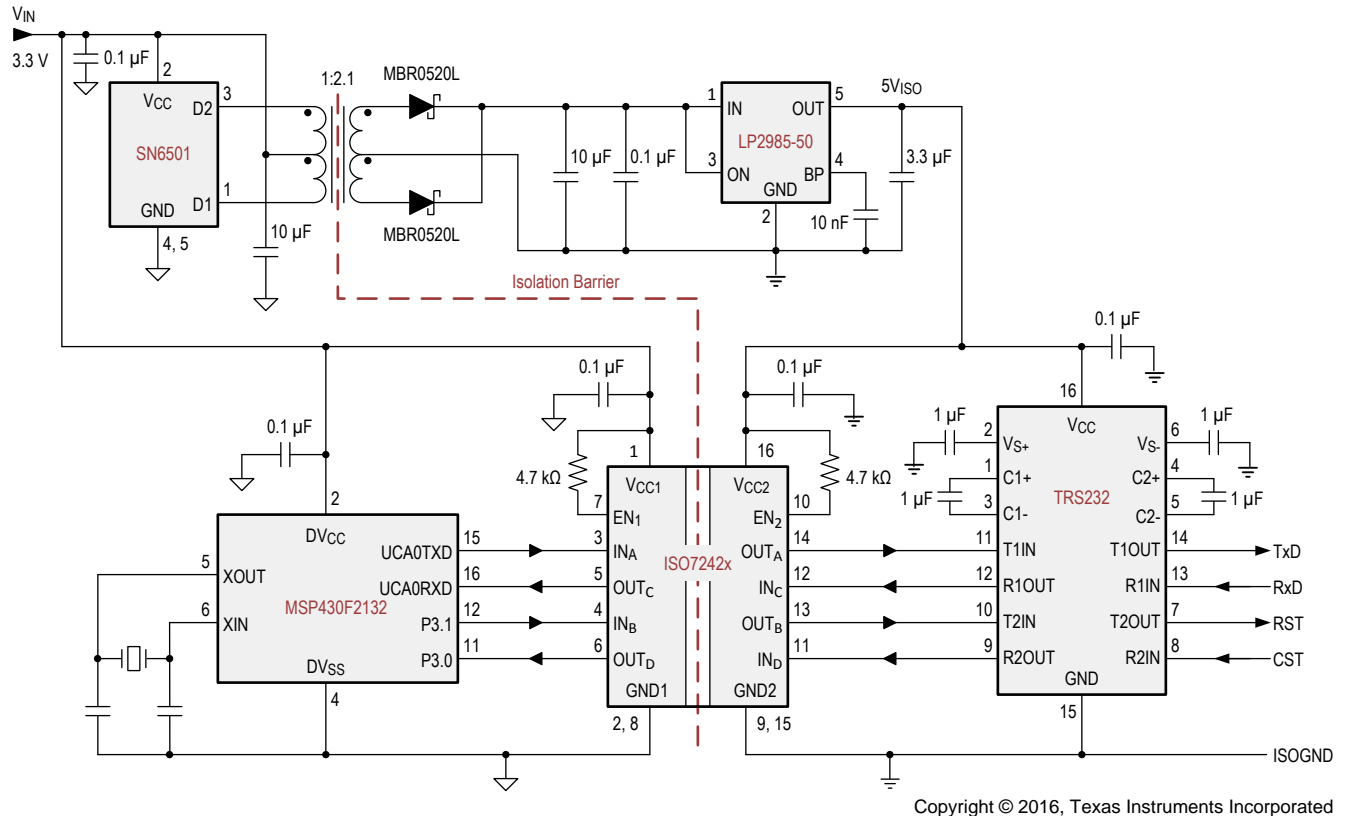 VIN
3.3 V
0.1 µF
2
VCC
D2
3
SN6501
D1
1
GND
4, 5
10 µF
1:2.1
MBR0520L
MBR0520L
10 µF
0.1 µF
1
IN
OUT
5
LP2985-50
3
ON
BP
4
GND
2
10 nF
5VISO
3.3 µF
Isolation Barrier
0.1 µF
2
DVCC
5
XOUT
UCA0TXD
15
UCA0RXD
16
MSP430F2132
6
XIN
P3.1
12
P3.0
11
DVSS
4
0.1 µF
4.7 kΩ
1
VCC1
7
EN1
3
INA
5
OUTC
4
INB
6
OUTD
GND1
2, 8
ISO7242x
0.1 µF
4.7 kΩ
16
VCC2
10
EN2
14
OUTA
12
INC
13
OUTB
11
IND
GND2
9, 15
0.1 µF
16
VCC
1 µF
2
VS+
VS-
6
1 µF
1
C1+
C2+
4
1 µF
3
C1-
C2-
5
1 µF
TRS232
11
T1IN
T1OUT
14
TxD
12
R1OUT
R1IN
13
RxD
10
T2IN
T2OUT
7
RST
9
R2OUT
R2IN
8
CST
GND
15
ISOGND
Copyright © 2016, Texas Instruments Incorporated